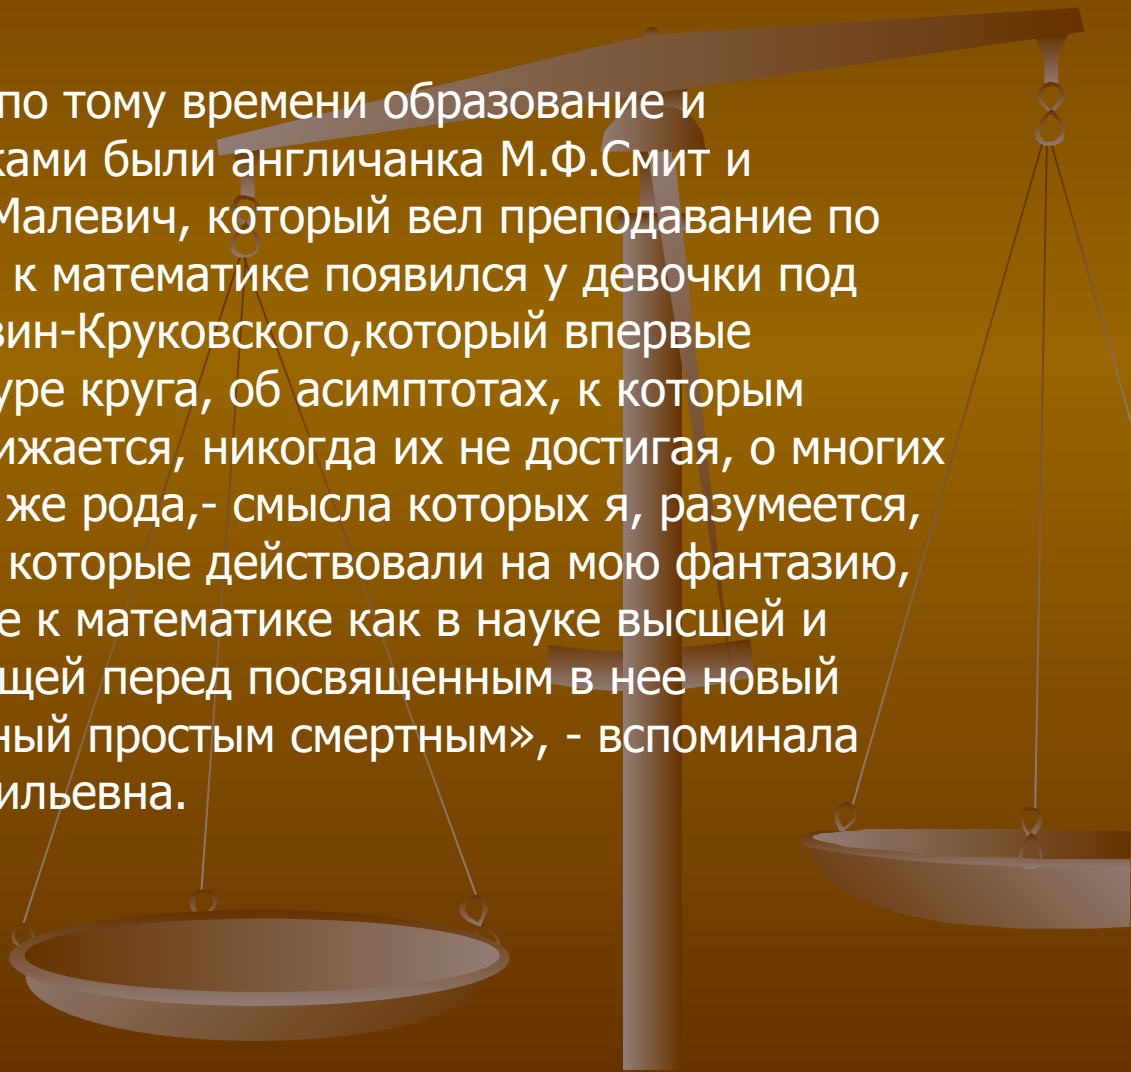 по тому времени образование и
ками были англичанка М.Ф.Смит и
Малевич, который вел преподавание по
к математике появился у девочки под
вин-Круковского,который впервые
уре круга, об асимптотах, к которым
ижается, никогда их не достигая, о многих
же рода,- смысла которых я, разумеется,
которые действовали на мою фантазию,
е к математике как в науке высшей и
щей перед посвященным в нее новый
ный простым смертным», - вспоминала
ильевна.